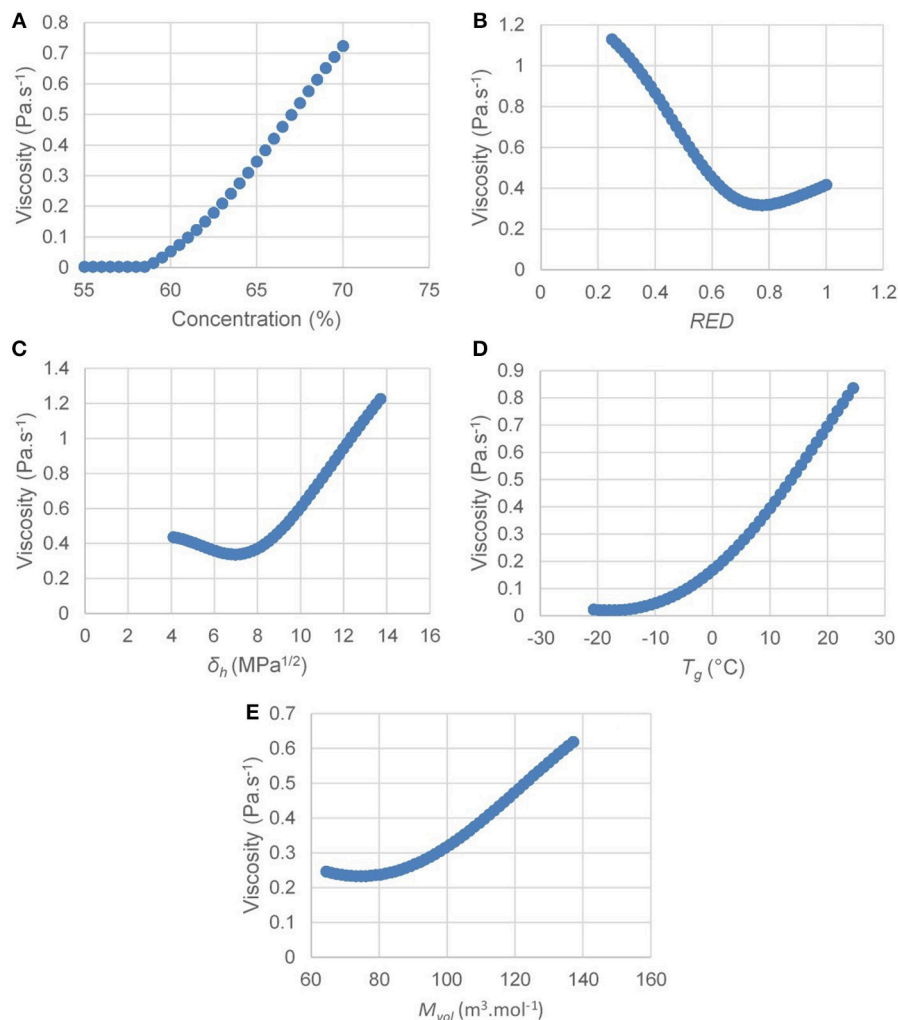 A
Viscosity (Pa.s⁻¹)
0.8
0.7
0.6
0.5
0.4
0.3
0.2
0.1
0
55 60 65 70 75
Concentration (%)
B
Viscosity (Pa.s⁻¹)
1.2
1
0.8
0.6
0.4
0.2
0
0 0.2 0.4 0.6 0.8 1 1.2
RED
C
Viscosity (Pa.s⁻¹)
1.4
1.2
1
0.8
0.6
0.4
0.2
0
0 2 4 6 8 10 12 14 16
δh (MPa¹/²)
D
Viscosity (Pa.s⁻¹)
0.9
0.8
0.7
0.6
0.5
0.4
0.3
0.2
0.1
0
-30 -20 -10 0 10 20 30
Tg (°C)
E
Viscosity (Pa.s⁻¹)
0.7
0.6
0.5
0.4
0.3
0.2
0.1
0
60 80 100 120 140 160
Mvol (m³.mol⁻¹)